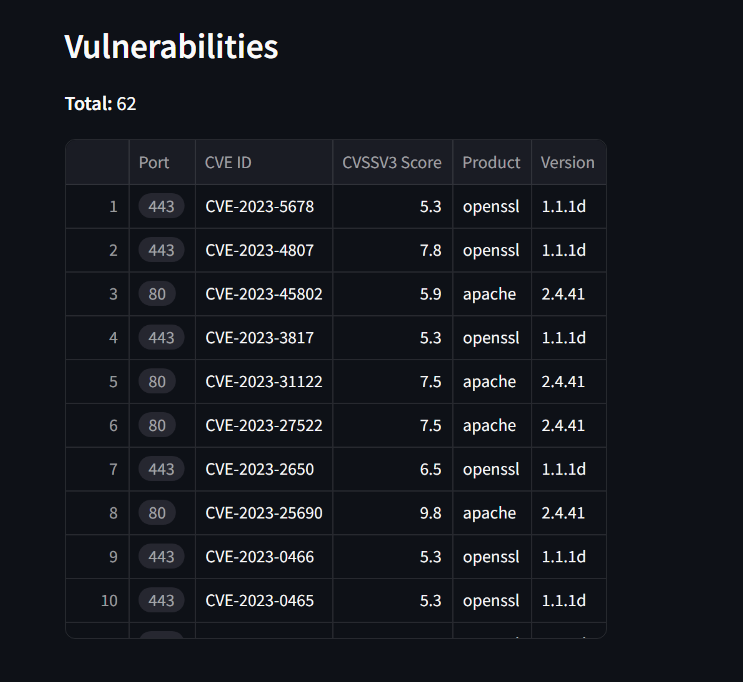 Vulnerabilities
Total: 62
Port CVE ID CVSSV3 Score Product Version
1 443 CVE-2023-5678 5.3 openssl 1.1.1d
2 443 CVE-2023-4807 7.8 openssl 1.1.1d
3 80 CVE-2023-45802 5.9 apache 2.4.41
4 443 CVE-2023-3817 5.3 openssl 1.1.1d
5 80 CVE-2023-31122 7.5 apache 2.4.41
6 80 CVE-2023-27522 7.5 apache 2.4.41
7 443 CVE-2023-2650 6.5 openssl 1.1.1d
8 80 CVE-2023-25690 9.8 apache 2.4.41
9 443 CVE-2023-0466 5.3 openssl 1.1.1d
10 443 CVE-2023-0465 5.3 openssl 1.1.1d